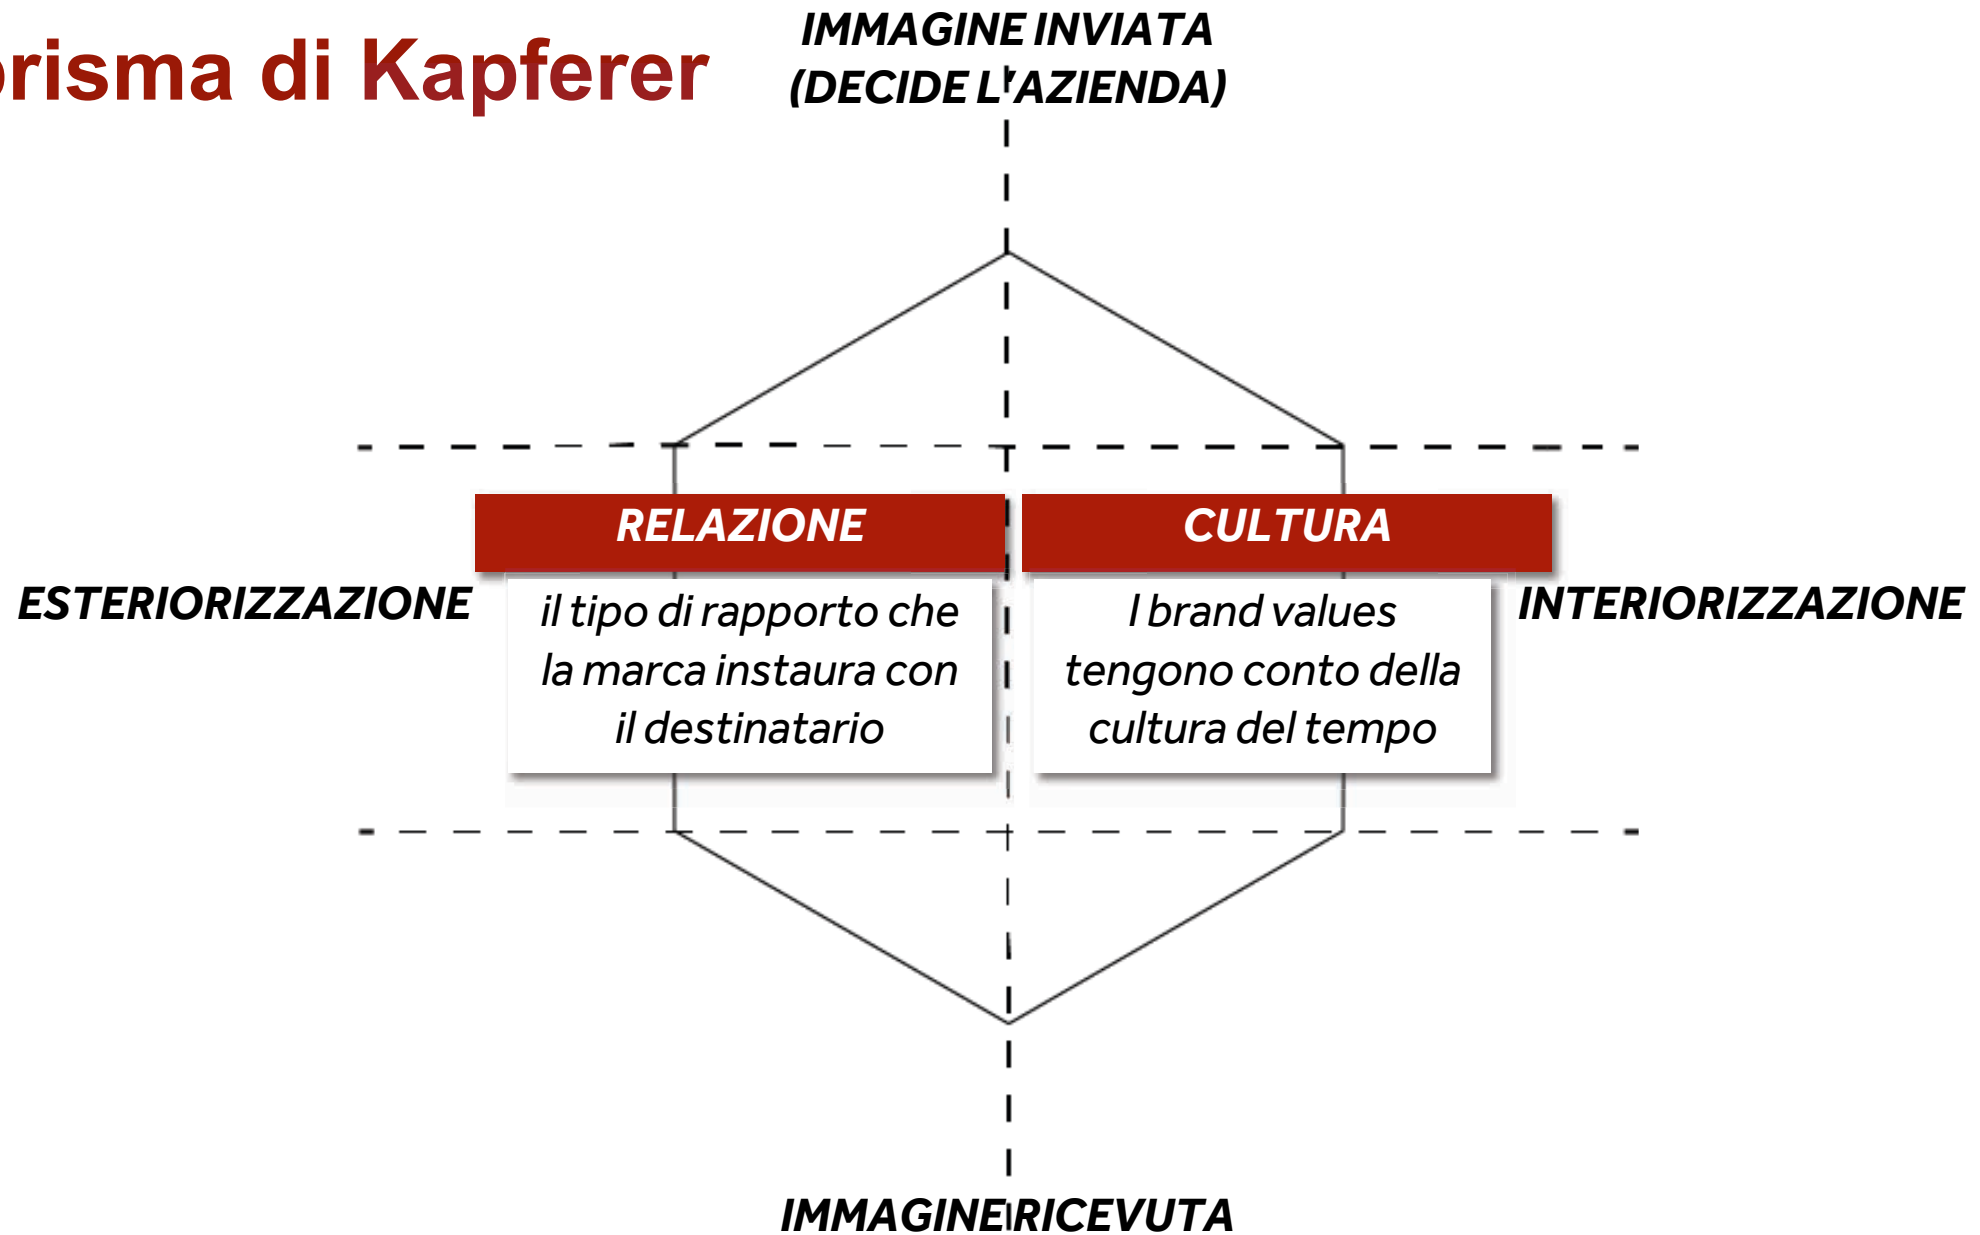 prisma di Kapferer
IMMAGINE INVIATA
(DECIDE L'AZIENDA)
RELAZIONE
CULTURA
ESTERIORIZZAZIONE
il tipo di rapporto che
la marca instaura con
il destinatario
I brand values
tengono conto della
cultura del tempo
INTERIORIZZAZIONE
IMMAGINE RICEVUTA